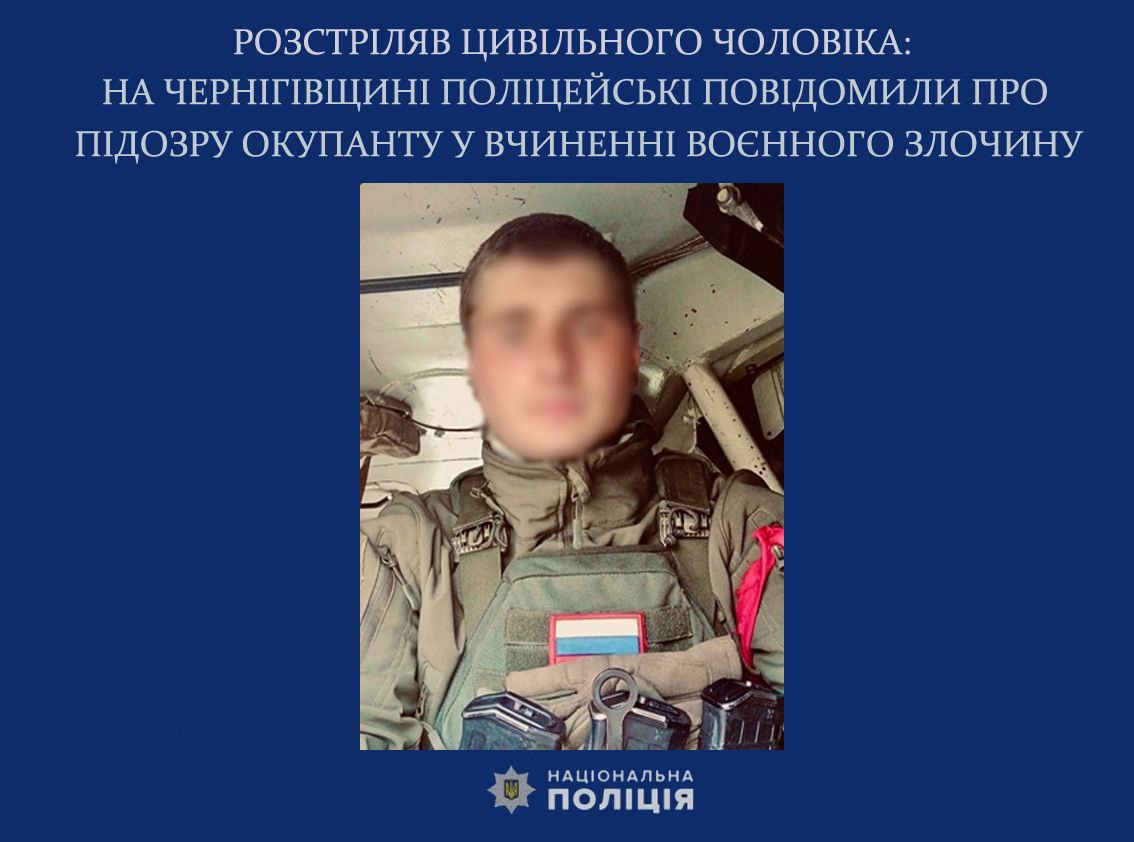 РОЗСТРІЛЯВ ЦИВІЛЬНОГО ЧОЛОВІКА:
НА ЧЕРНІГІВЩИНІ ПОЛІЦЕЙСЬКІ ПОВІДОМИЛИ ПРО
ПІДОЗРУ ОКУПАНТУ У ВЧИНЕННІ ВОЄННОГО ЗЛОЧИНУ
НАЦІОНАЛЬНА
ПОЛІЦІЯ